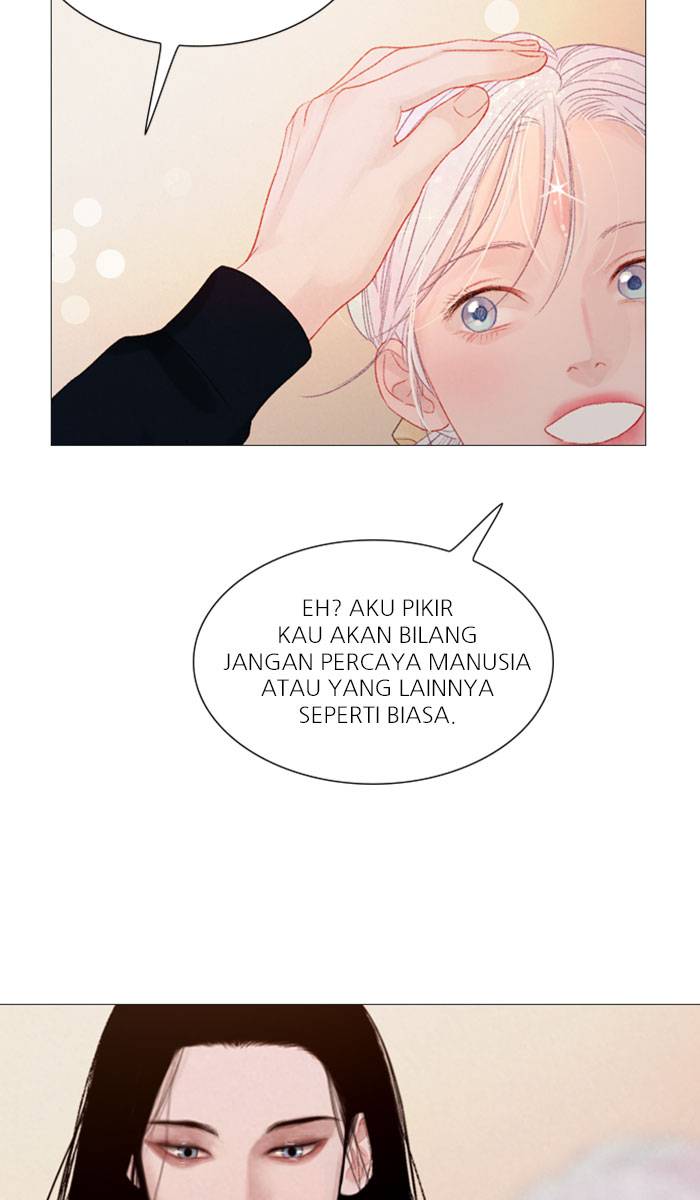 EH? AKU PIKIR
KAU AKAN BILANG
JANGAN PERCAYA MANUSIA
ATAU YANG LAINNYA
SEPERTI BIASA.